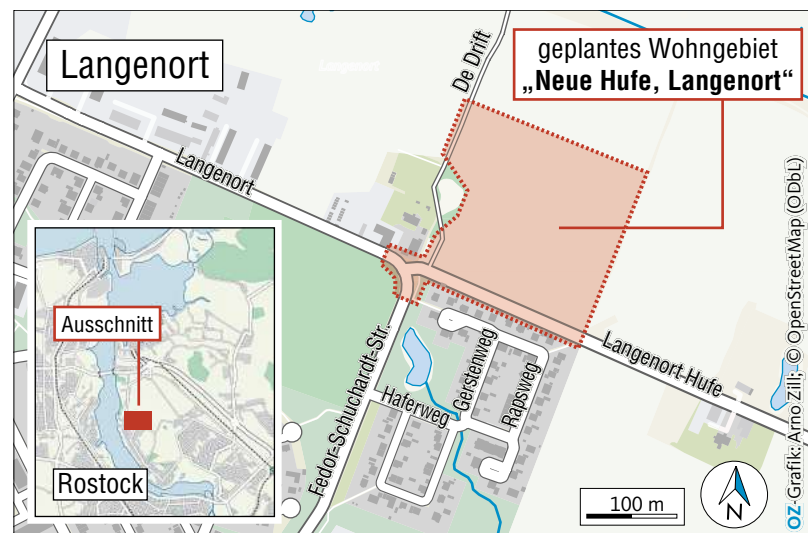 Langenort
geplantes Wohngebiet
„Neue Hufe, Langenort“
De Drift
Langenort
Langenort
Ausschnitt
Rostock
Fedor-Schuchardt-Str.
Haferweg
Gerstenweg
Rapsweg
Langenort-Hufe
100 m
N
OZ-Grafik: Arno Zill; © OpenStreetMap (ODbL)